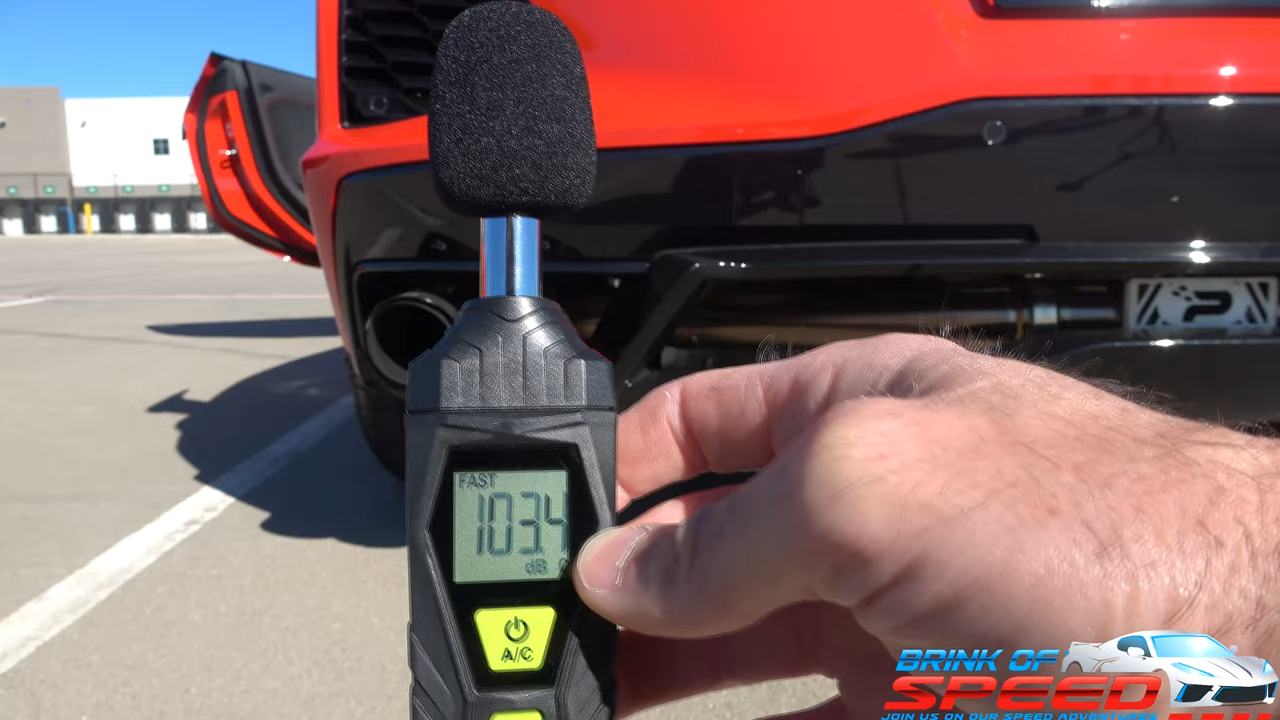 FAST
103.4
dB
A/C
BRINK OF
SPEED
JOIN US ON OUR SPEED ADVENTURES